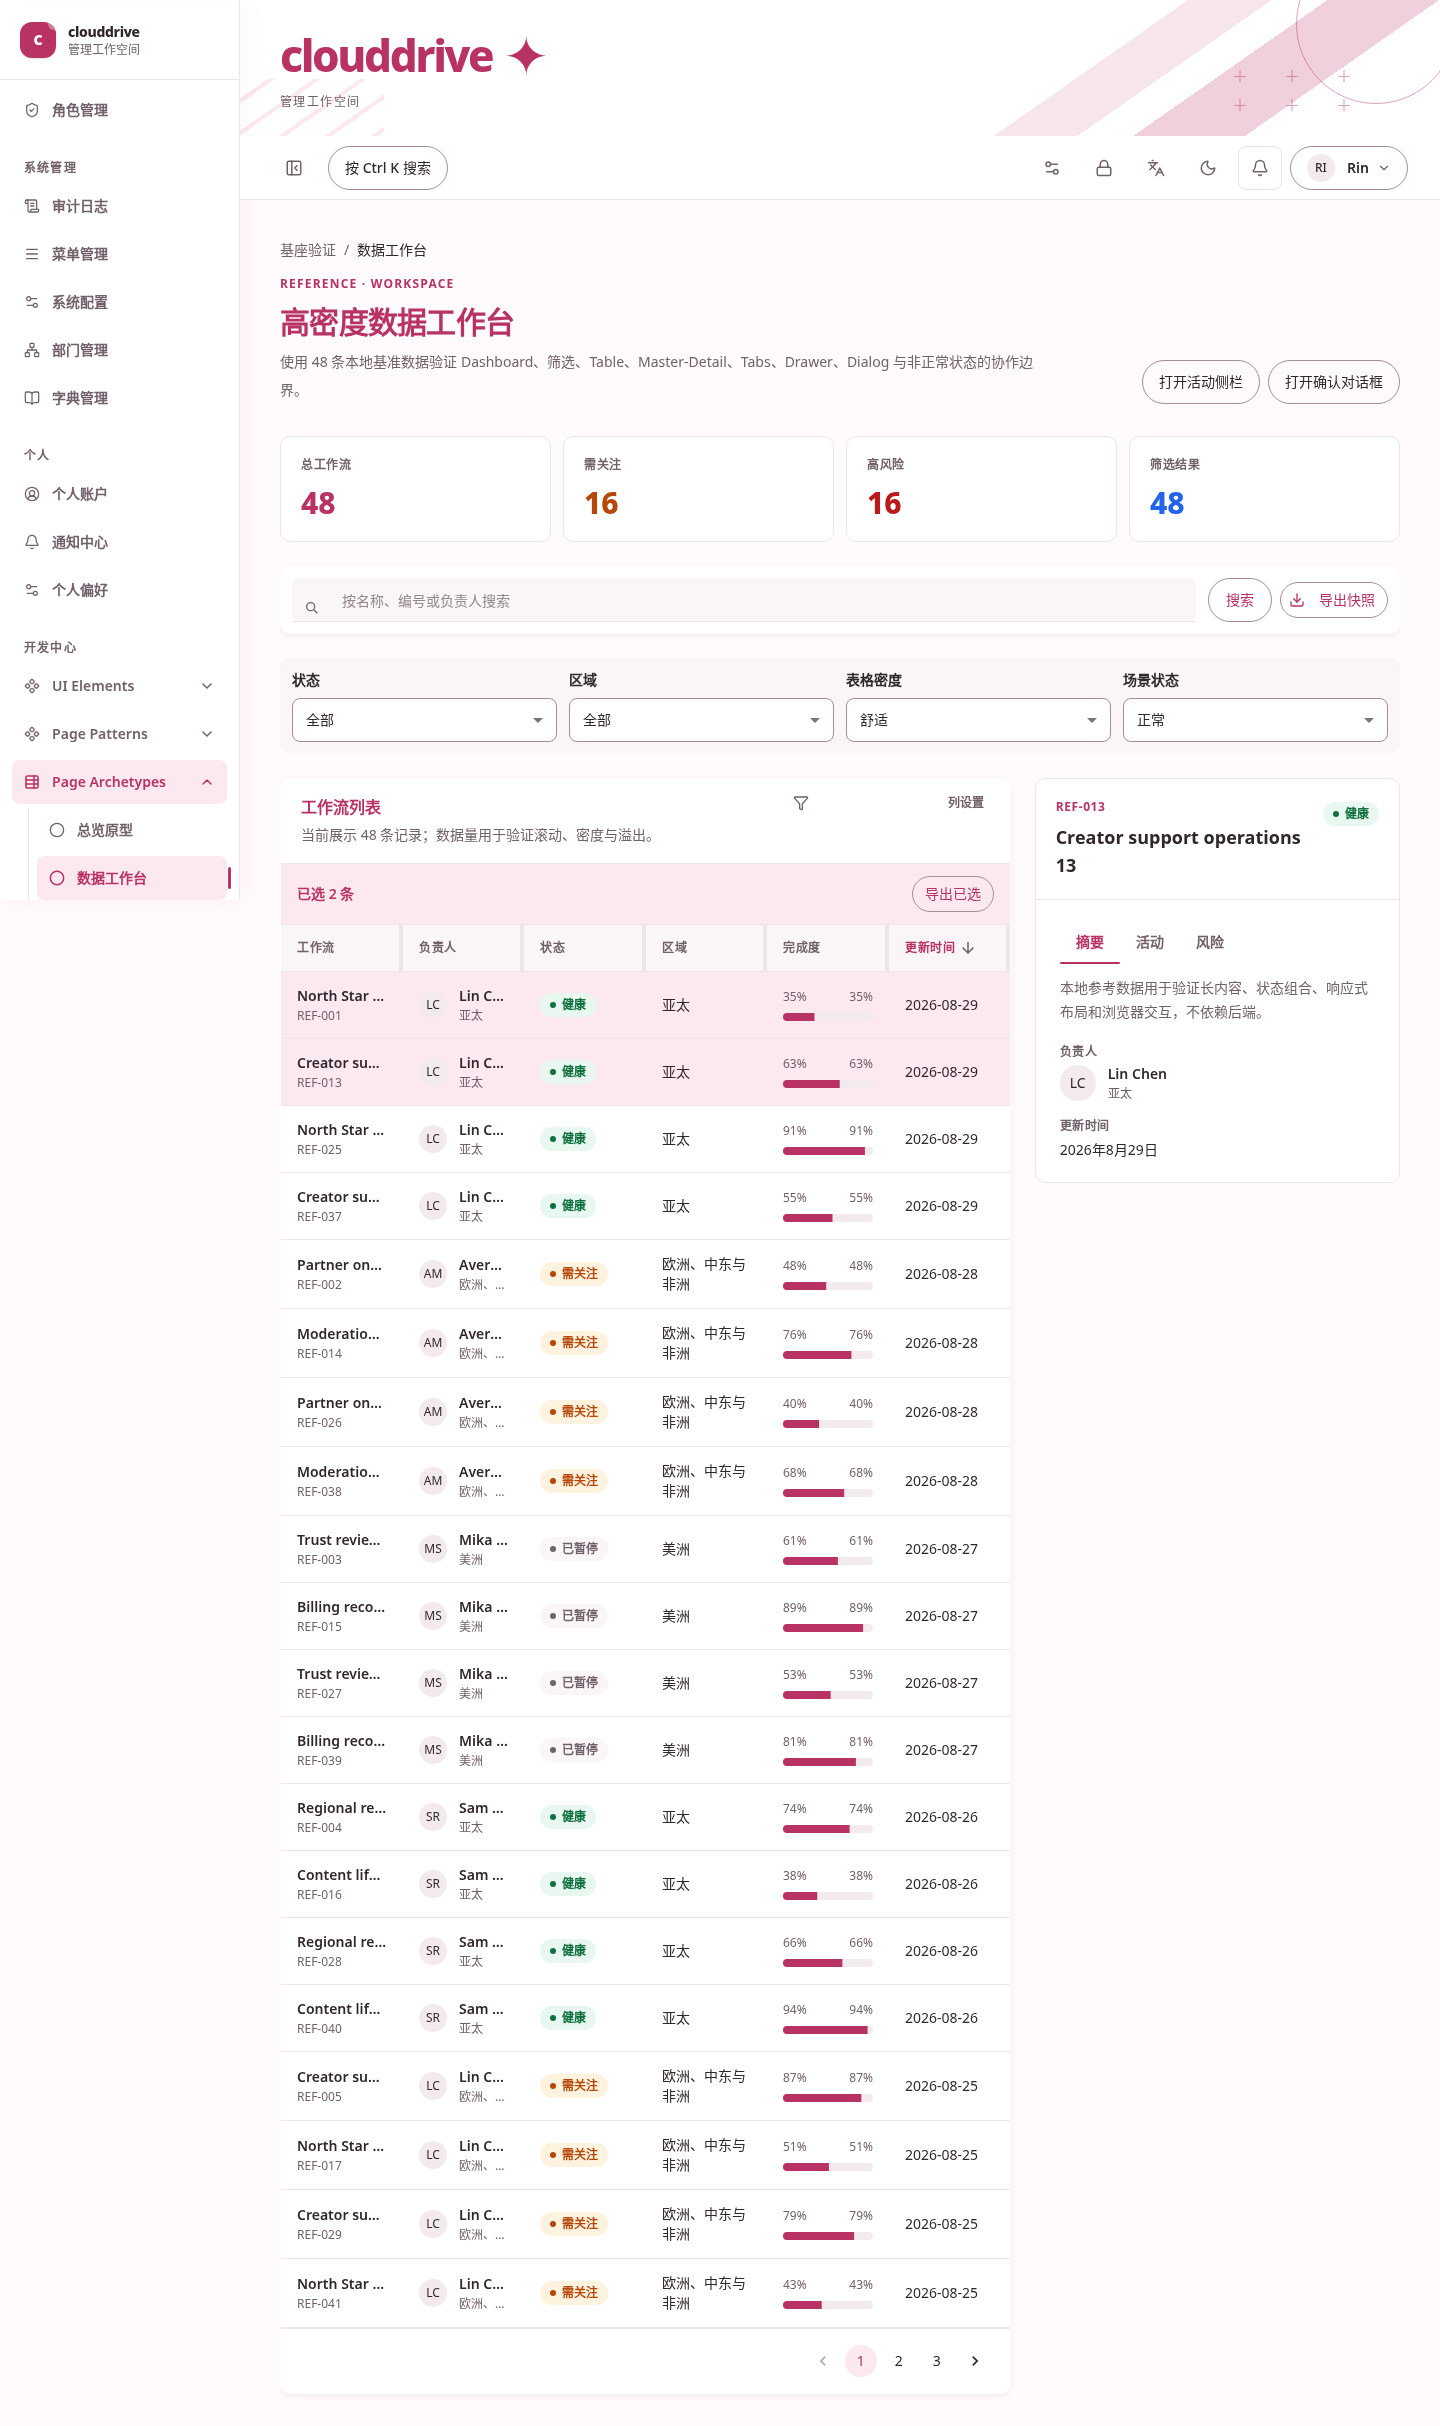 C
clouddrive
管理工作空间
角色管理
系统管理
审计日志
菜单管理
系统配置
部门管理
字典管理
个人
个人账户
通知中心
个人偏好
开发中心
UI Elements
Page Patterns
Page Archetypes
总览原型
数据工作台
clouddrive
管理工作空间
按 Ctrl K 搜索
RI Rin
基座验证 / 数据工作台
REFERENCE · WORKSPACE
高密度数据工作台
使用 48 条本地基准数据验证 Dashboard、筛选、Table、Master-Detail、Tabs、Drawer、Dialog 与非正常状态的协作边
界。
打开活动侧栏 打开确认对话框
总工作流
48
需关注
16
高风险
16
筛选结果
48
按名称、编号或负责人搜索
搜索
导出快照
状态
全部
区域
全部
表格密度
舒适
场景状态
正常
工作流列表
当前展示 48 条记录；数据量用于验证滚动、密度与溢出。
列设置
已选 2 条
导出已选
工作流 负责人 状态 区域 完成度 更新时间
North Star ... LC Lin C... 健康 亚太 35% 35% 2026-08-29
REF-001 亚太
Creator su... LC Lin C... 健康 亚太 63% 63% 2026-08-29
REF-013 亚太
North Star ... LC Lin C... 健康 亚太 91% 91% 2026-08-29
REF-025 亚太
Creator su... LC Lin C... 健康 亚太 55% 55% 2026-08-29
REF-037 亚太
Partner on... AM Aver... 需关注 欧洲、中东与 48% 48% 2026-08-28
REF-002 欧洲、... 非洲
Moderatio... AM Aver... 需关注 欧洲、中东与 76% 76% 2026-08-28
REF-014 欧洲、... 非洲
Partner on... AM Aver... 需关注 欧洲、中东与 40% 40% 2026-08-28
REF-026 欧洲、... 非洲
Moderatio... AM Aver... 需关注 欧洲、中东与 68% 68% 2026-08-28
REF-038 欧洲、... 非洲
Trust revie... MS Mika ... 已暂停 美洲 61% 61% 2026-08-27
REF-003 美洲
Billing reco... MS Mika ... 已暂停 美洲 89% 89% 2026-08-27
REF-015 美洲
Trust revie... MS Mika ... 已暂停 美洲 53% 53% 2026-08-27
REF-027 美洲
Billing reco... MS Mika ... 已暂停 美洲 81% 81% 2026-08-27
REF-039 美洲
Regional re... SR Sam ... 健康 亚太 74% 74% 2026-08-26
REF-004 亚太
Content lif... SR Sam ... 健康 亚太 38% 38% 2026-08-26
REF-016 亚太
Regional re... SR Sam ... 健康 亚太 66% 66% 2026-08-26
REF-028 亚太
Content lif... SR Sam ... 健康 亚太 94% 94% 2026-08-26
REF-040 亚太
Creator su... LC Lin C... 需关注 欧洲、中东与 87% 87% 2026-08-25
REF-005 欧洲、... 非洲
North Star ... LC Lin C... 需关注 欧洲、中东与 51% 51% 2026-08-25
REF-017 欧洲、... 非洲
Creator su... LC Lin C... 需关注 欧洲、中东与 79% 79% 2026-08-25
REF-029 欧洲、... 非洲
North Star ... LC Lin C... 需关注 欧洲、中东与 43% 43% 2026-08-25
REF-041 欧洲、... 非洲
1 2 3
REF-013
健康
Creator support operations
13
摘要 活动 风险
本地参考数据用于验证长内容、状态组合、响应式
布局和浏览器交互，不依赖后端。
负责人
LC Lin Chen
亚太
更新时间
2026年8月29日